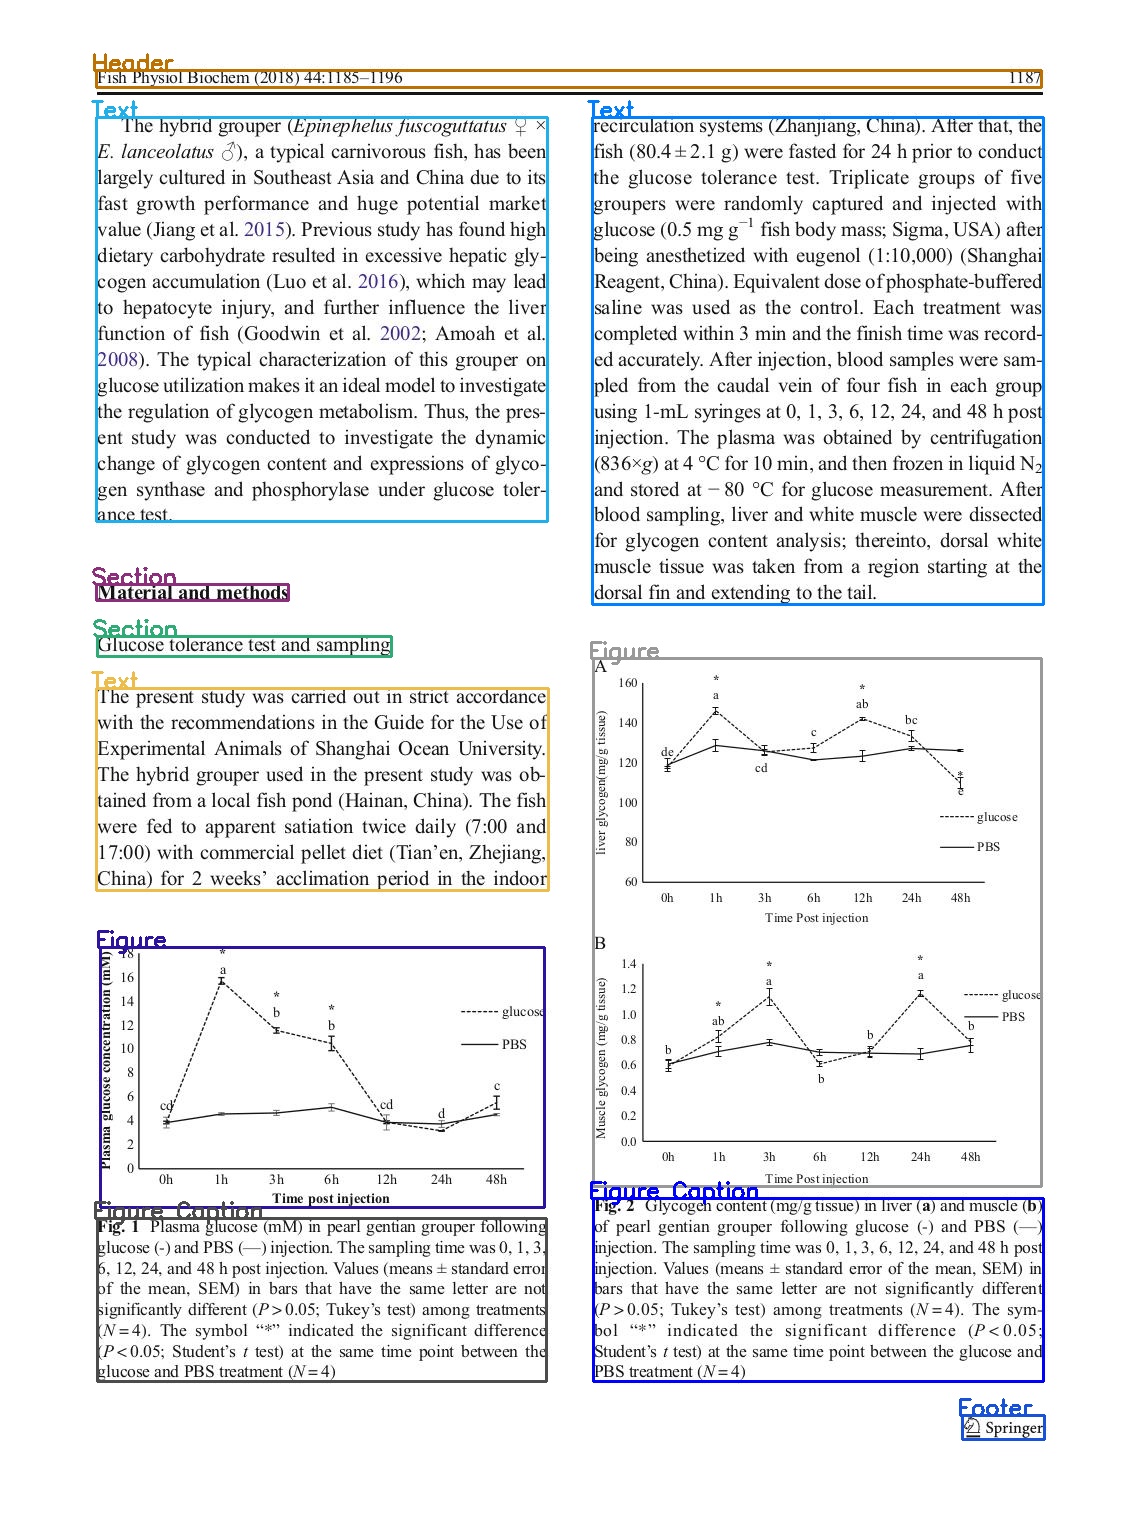 Header
Fish Physiol Biochem (2018) 44:1185–1196 1187
Text
The hybrid grouper (Epinephelus fuscoguttatus ♀ ×
E. lanceolatus ♂), a typical carnivorous fish, has been
largely cultured in Southeast Asia and China due to its
fast growth performance and huge potential market
value (Jiang et al. 2015). Previous study has found high
dietary carbohydrate resulted in excessive hepatic gly-
cogen accumulation (Luo et al. 2016), which may lead
to hepatocyte injury, and further influence the liver
function of fish (Goodwin et al. 2002; Amoah et al.
2008). The typical characterization of this grouper on
glucose utilization makes it an ideal model to investigate
the regulation of glycogen metabolism. Thus, the pres-
ent study was conducted to investigate the dynamic
change of glycogen content and expressions of glyco-
gen synthase and phosphorylase under glucose toler-
ance test.
Section
Material and methods
Section
Glucose tolerance test and sampling
Text
The present study was carried out in strict accordance
with the recommendations in the Guide for the Use of
Experimental Animals of Shanghai Ocean University.
The hybrid grouper used in the present study was ob-
tained from a local fish pond (Hainan, China). The fish
were fed to apparent satiation twice daily (7:00 and
17:00) with commercial pellet diet (Tian’en, Zhejiang,
China) for 2 weeks’ acclimation period in the indoor
Figure
Plasma glucose concentration (mM)
18
16
14
12
10
8
6
4
2
0
cd
*
a
*
b
*
b
cd
d
c
glucose
PBS
0h 1h 3h 6h 12h 24h 48h
Time post injection
Figure Caption
Fig. 1 Plasma glucose (mM) in pearl gentian grouper following
glucose (-) and PBS (—) injection. The sampling time was 0, 1, 3,
6, 12, 24, and 48 h post injection. Values (means ± standard error
of the mean, SEM) in bars that have the same letter are not
significantly different (P > 0.05; Tukey’s test) among treatments
(N = 4). The symbol “*” indicated the significant difference
(P < 0.05; Student’s t test) at the same time point between the
glucose and PBS treatment (N = 4)
Text
recirculation systems (Zhanjiang, China). After that, the
fish (80.4 ± 2.1 g) were fasted for 24 h prior to conduct
the glucose tolerance test. Triplicate groups of five
groupers were randomly captured and injected with
glucose (0.5 mg g−1 fish body mass; Sigma, USA) after
being anesthetized with eugenol (1:10,000) (Shanghai
Reagent, China). Equivalent dose of phosphate-buffered
saline was used as the control. Each treatment was
completed within 3 min and the finish time was record-
ed accurately. After injection, blood samples were sam-
pled from the caudal vein of four fish in each group
using 1-mL syringes at 0, 1, 3, 6, 12, 24, and 48 h post
injection. The plasma was obtained by centrifugation
(836×g) at 4 °C for 10 min, and then frozen in liquid N2
and stored at − 80 °C for glucose measurement. After
blood sampling, liver and white muscle were dissected
for glycogen content analysis; thereinto, dorsal white
muscle tissue was taken from a region starting at the
dorsal fin and extending to the tail.
Figure
A
liver glycogen(mg/g tissue)
160
140
120
100
80
60
de
*
a
cd
c
*
ab
bc
*
e
glucose
PBS
0h 1h 3h 6h 12h 24h 48h
Time Post injection
B
Muscle glycogen (mg/g tissue)
1.4
1.2
1.0
0.8
0.6
0.4
0.2
0.0
b
*
ab
*
a
b
b
*
a
b
glucose
PBS
0h 1h 3h 6h 12h 24h 48h
Time Post injection
Figure Caption
Fig. 2 Glycogen content (mg/g tissue) in liver (a) and muscle (b)
of pearl gentian grouper following glucose (-) and PBS (—)
injection. The sampling time was 0, 1, 3, 6, 12, 24, and 48 h post
injection. Values (means ± standard error of the mean, SEM) in
bars that have the same letter are not significantly different
(P > 0.05; Tukey’s test) among treatments (N = 4). The sym-
bol “*” indicated the significant difference (P < 0.05;
Student’s t test) at the same time point between the glucose and
PBS treatment (N = 4)
Footer
Springer